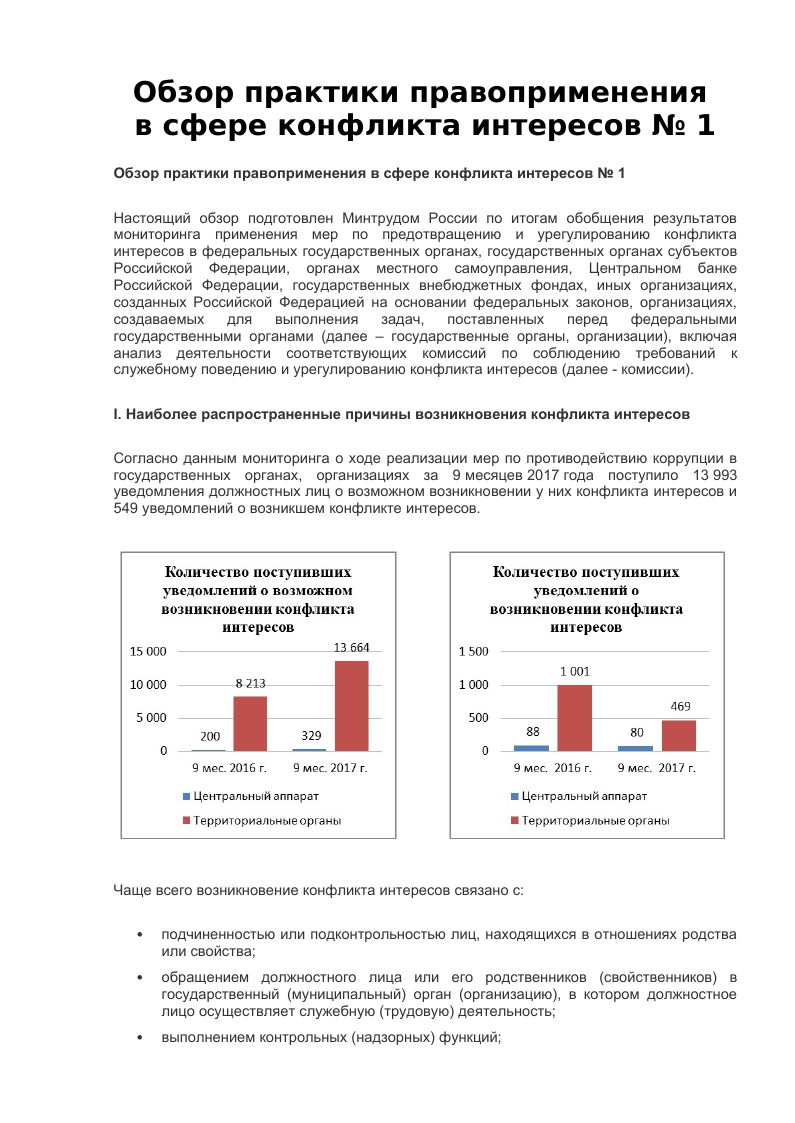 Обзор практики правоприменения
в сфере конфликта интересов № 1
Обзор практики правоприменения в сфере конфликта интересов № 1
Настоящий обзор подготовлен Минтрудом России по итогам обобщения результатов
мониторинга применения мер по предотвращению и урегулированию конфликта
интересов в федеральных государственных органах, государственных органах субъектов
Российской Федерации, органах местного самоуправления, Центральном банке
Российской Федерации, государственных внебюджетных фондах, иных организациях,
созданных Российской Федерацией на основании федеральных законов, организациях,
создаваемых для выполнения задач, поставленных перед федеральными
государственными органами (далее – государственные органы, организации), включая
анализ деятельности соответствующих комиссий по соблюдению требований к
служебному поведению и урегулированию конфликта интересов (далее - комиссии).
I. Наиболее распространенные причины возникновения конфликта интересов
Согласно данным мониторинга о ходе реализации мер по противодействию коррупции в
государственных органах, организациях за 9 месяцев 2017 года поступило 13 993
уведомления должностных лиц о возможном возникновении у них конфликта интересов и
549 уведомлений о возникшем конфликте интересов.
Количество поступивших
уведомлений о возможном
возникновении конфликта
интересов
15 000
10 000
5 000
0
200
8 213
329
13 664
9 мес. 2016 г.
9 мес. 2017 г.
Центральный аппарат
Территориальные органы
Количество поступивших
уведомлений о
возникновении конфликта
интересов
1 500
1 000
500
0
88
1 001
80
469
9 мес. 2016 г.
9 мес. 2017 г.
Центральный аппарат
Территориальные органы
Чаще всего возникновение конфликта интересов связано с:
• подчиненностью или подконтрольностью лиц, находящихся в отношениях родства
или свойства;
• обращением должностного лица или его родственников (свойственников) в
государственный (муниципальный) орган (организацию), в котором должностное
лицо осуществляет служебную (трудовую) деятельность;
• выполнением контрольных (надзорных) функций;